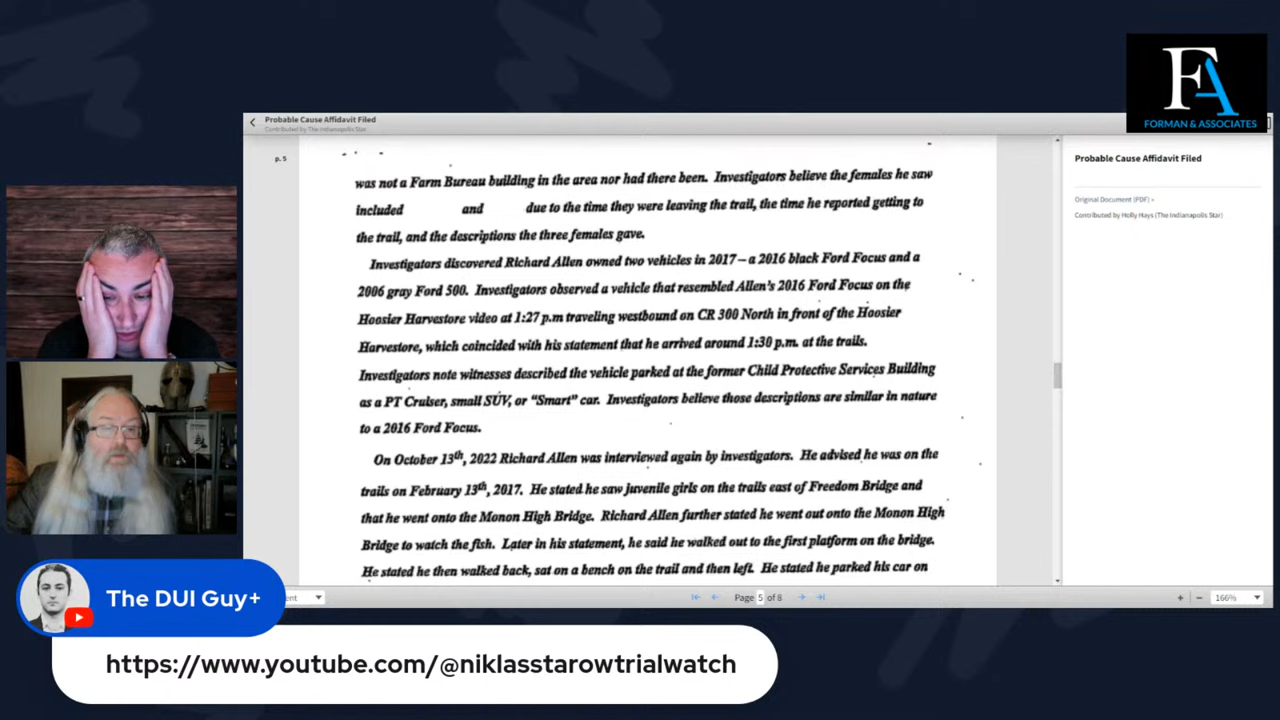 Probable Cause Affidavit Filed
Contributed by The Indianapolis Star
FA
FORMAN & ASSOCIATES
p. 5
was not a Farm Bureau building in the area nor had there been. Investigators believe the females he saw
included and due to the time they were leaving the trail, the time he reported getting to
the trail, and the descriptions the three females gave.
Investigators discovered Richard Allen owned two vehicles in 2017 – a 2016 black Ford Focus and a
2006 gray Ford 500. Investigators observed a vehicle that resembled Allen's 2016 Ford Focus on the
Hoosier Harvestore video at 1:27 p.m traveling westbound on CR 300 North in front of the Hoosier
Harvestore, which coincided with his statement that he arrived around 1:30 p.m. at the trails.
Investigators note witnesses described the vehicle parked at the former Child Protective Services Building
as a PT Cruiser, small SUV, or "Smart" car. Investigators believe those descriptions are similar in nature
to a 2016 Ford Focus.
On October 13th, 2022 Richard Allen was interviewed again by investigators. He advised he was on the
trails on February 13th, 2017. He stated he saw juvenile girls on the trails east of Freedom Bridge and
that he went onto the Monon High Bridge. Richard Allen further stated he went out onto the Monon High
Bridge to watch the fish. Later in his statement, he said he walked out to the first platform on the bridge.
He stated he then walked back, sat on a bench on the trail and then left. He stated he parked his car on
Probable Cause Affidavit Filed
Original Document (PDF) »
Contributed by Holly Hays (The Indianapolis Star)
ent
Page 5 of 8
166%
The DUI Guy+
https://www.youtube.com/@niklasstarowtrialwatch